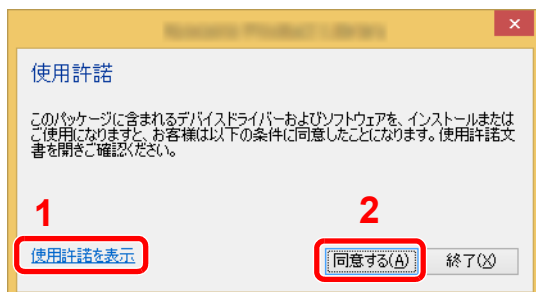 使用許諾
このパッケージに含まれるデバイスドライバーおよびソフトウェアを、インストールまたは
ご使用になりますと、お客様は以下の条件に同意したことになります。使用許諾文
書を開きご確認ください。
1
2
使用許諾を表示
同意する(A)
終了(X)